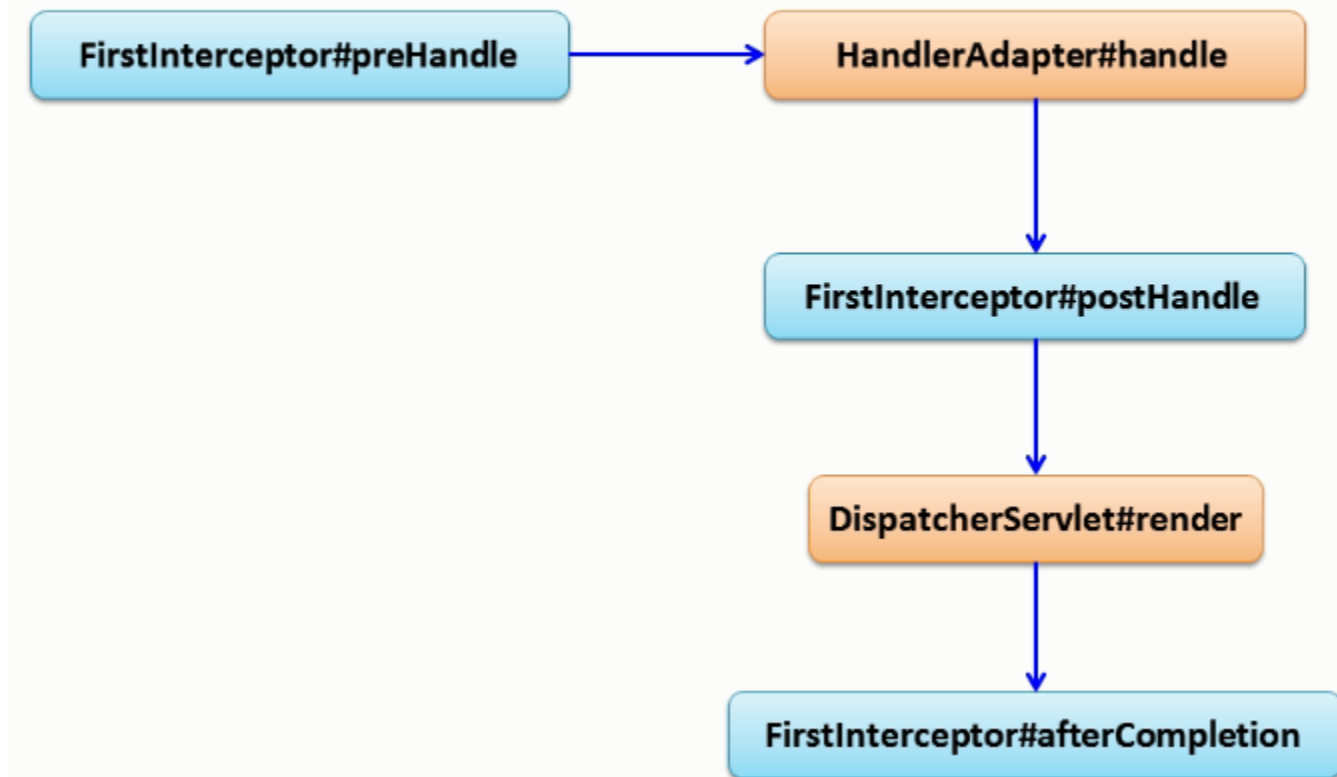 FirstInterceptor#preHandle
HandlerAdapter#handle
FirstInterceptor#postHandle
DispatcherServlet#render
FirstInterceptor#afterCompletion